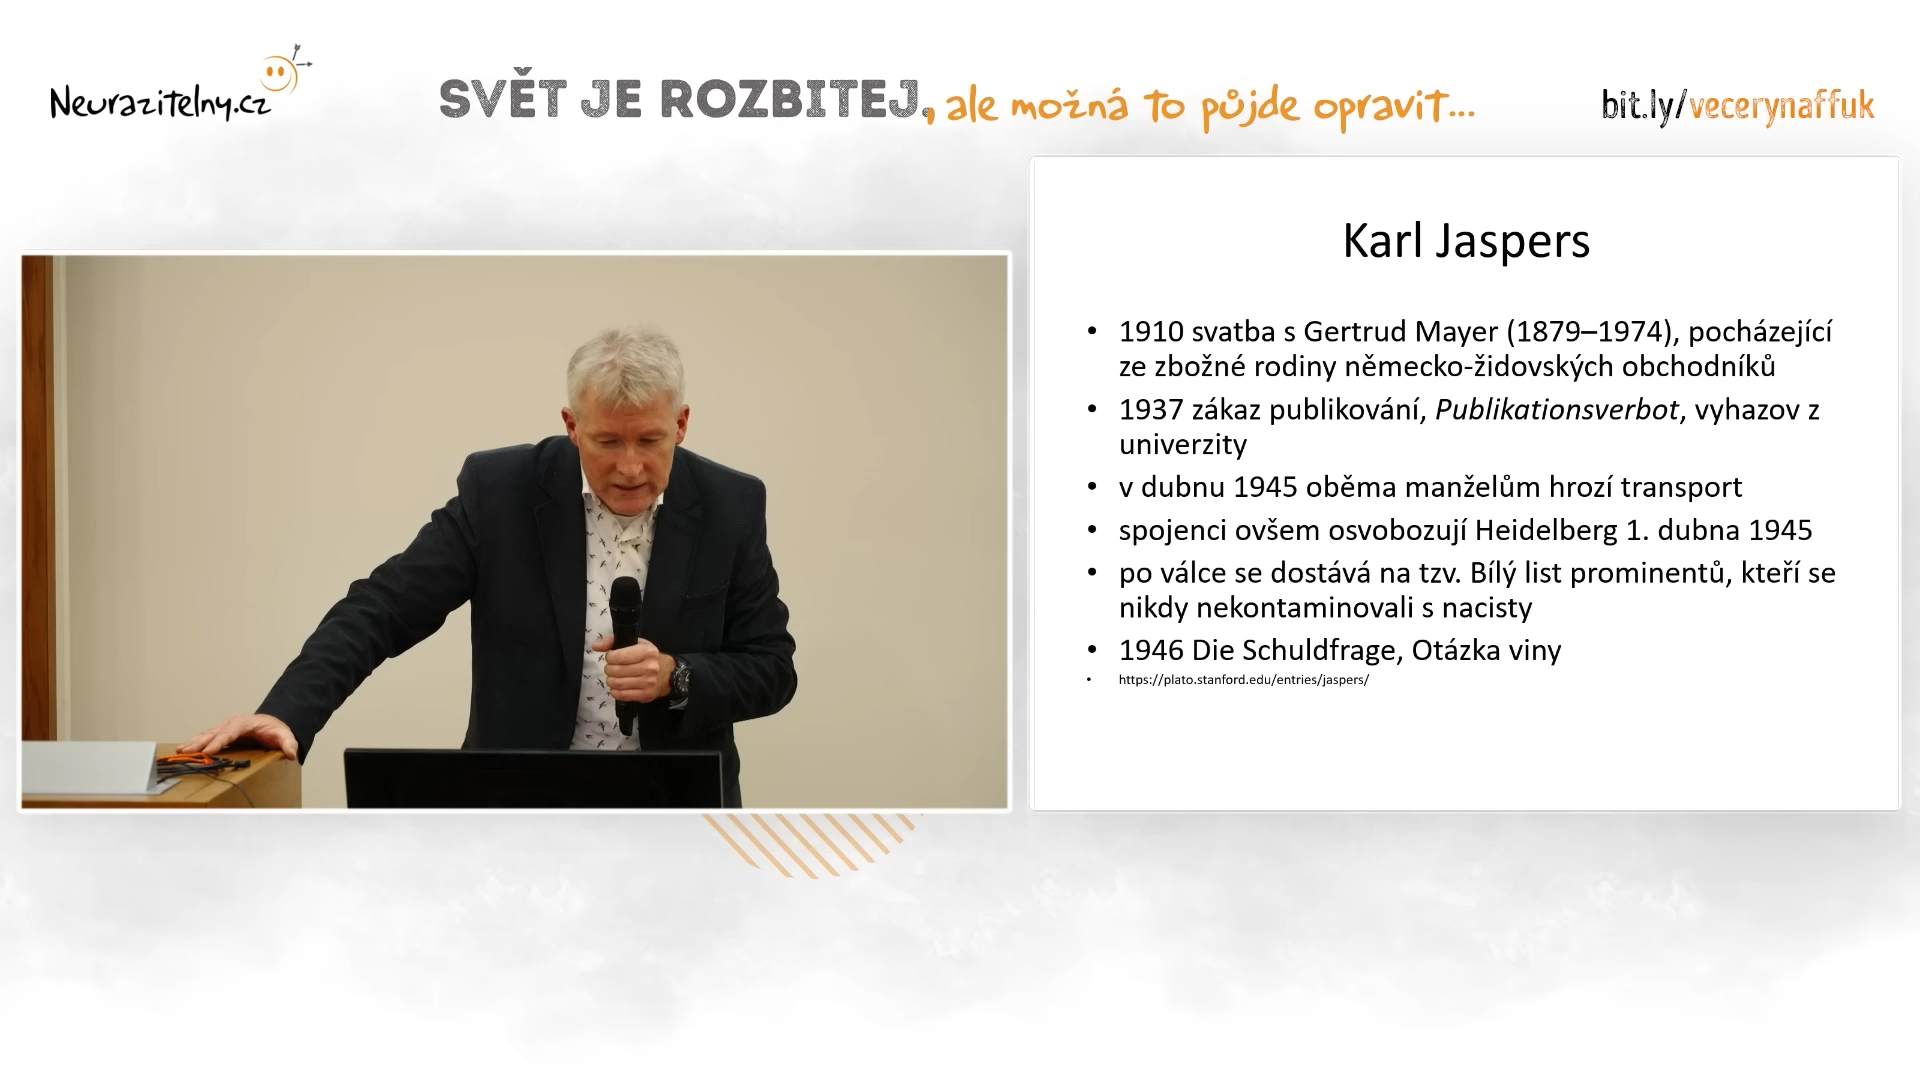 Neurazitelny.cz
SVĚT JE ROZBITEJ, ale možná to půjde opravit...
bit.ly/vecerynaffuk
Karl Jaspers
• 1910 svatba s Gertrud Mayer (1879–1974), pocházející
ze zbožné rodiny německo-židovských obchodníků
• 1937 zákaz publikování, Publikationsverbot, vyhazov z
univerzity
• v dubnu 1945 oběma manželům hrozí transport
• spojenci ovšem osvobozují Heidelberg 1. dubna 1945
• po válce se dostává na tzv. Bílý list prominentů, kteří se
nikdy nekontaminovali s nacisty
• 1946 Die Schuldfrage, Otázka viny
• https://plato.stanford.edu/entries/jaspers/